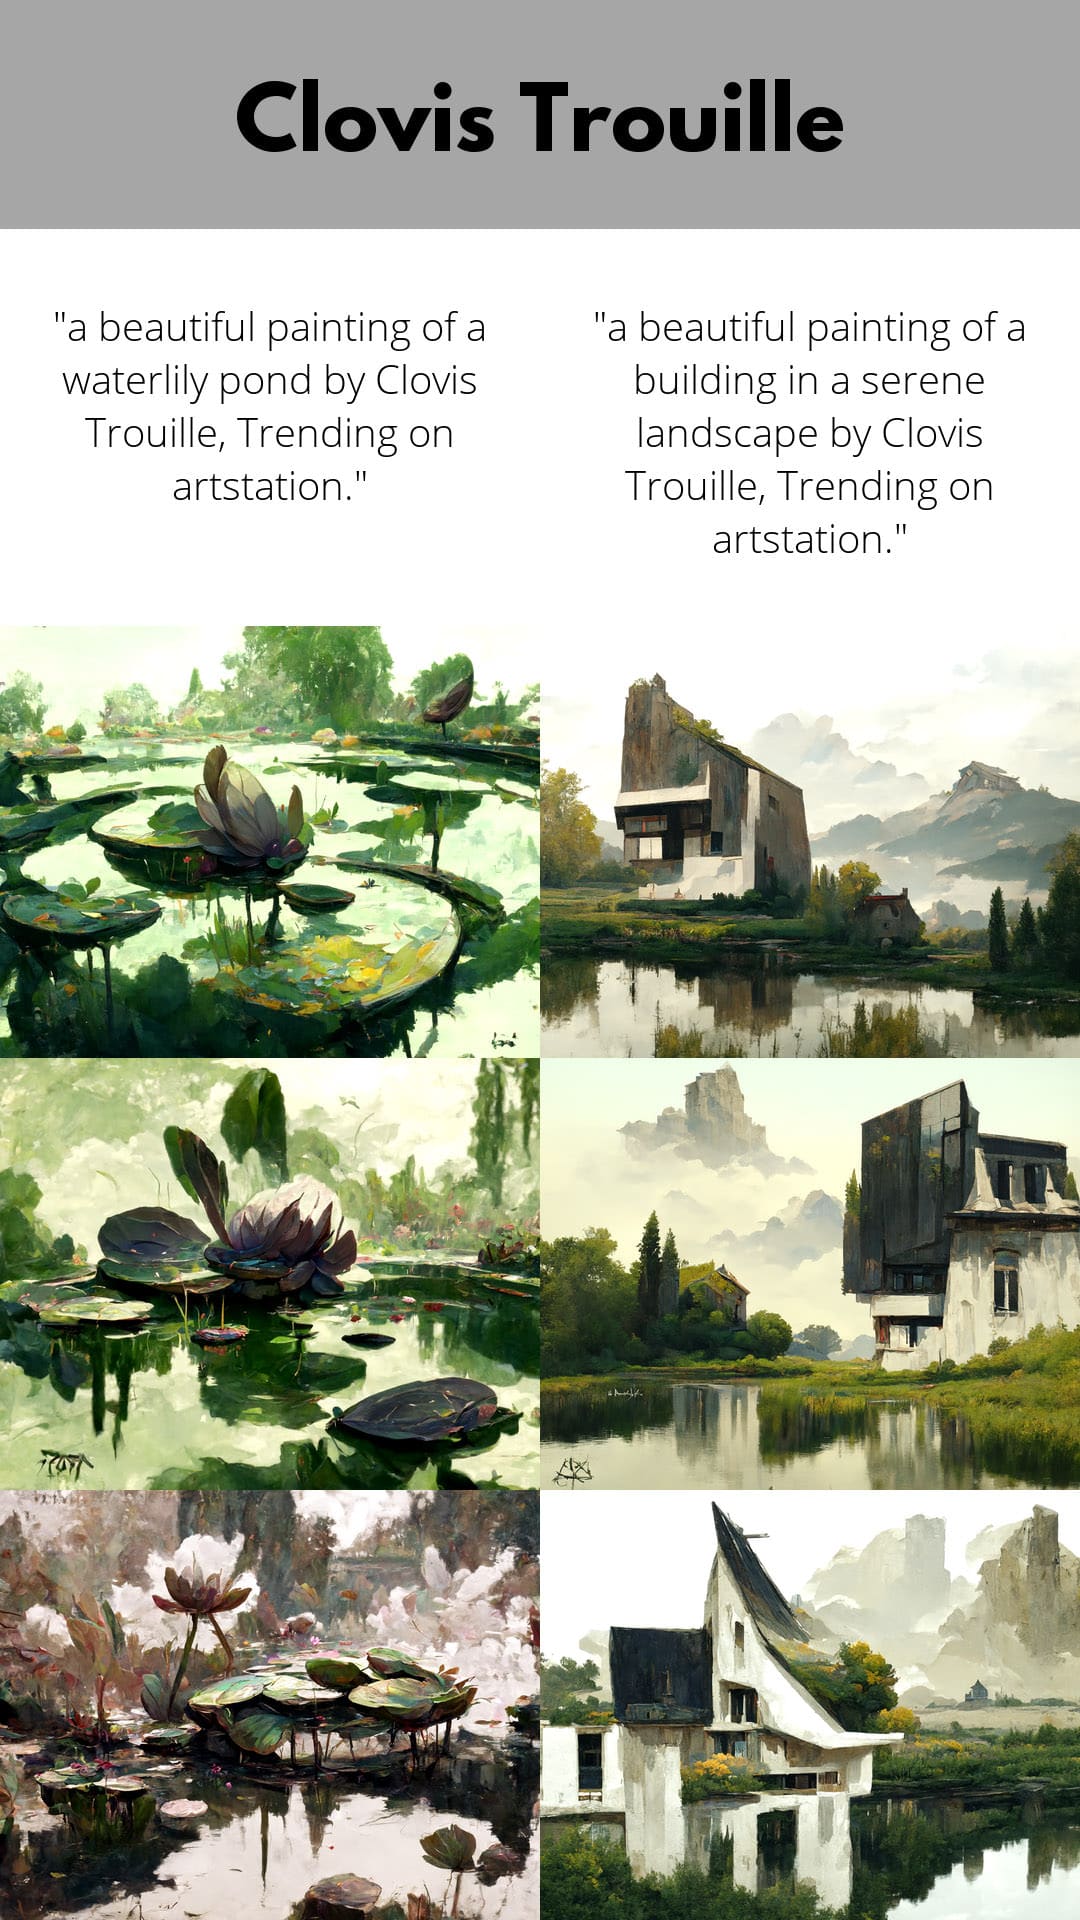 Clovis Trouille
"a beautiful painting of a
waterlily pond by Clovis
Trouille, Trending on
artstation."
"a beautiful painting of a
building in a serene
landscape by Clovis
Trouille, Trending on
artstation."